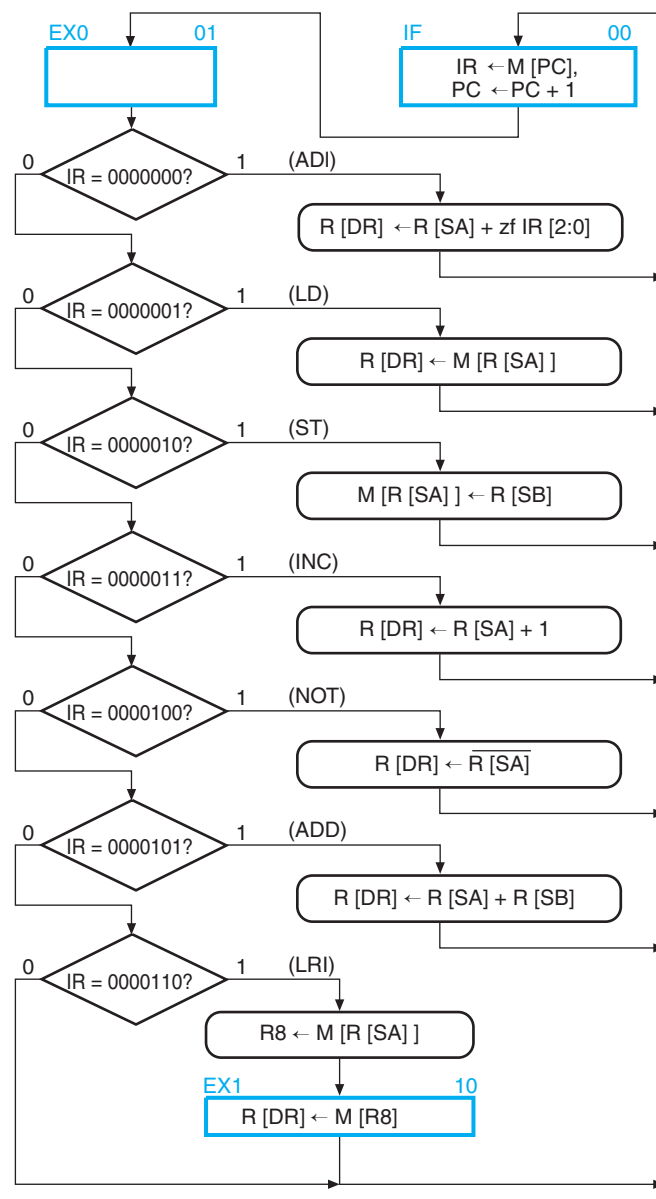 EX0 01
IF 00
IR ←M [PC],
PC ←PC + 1
0 IR = 0000000? 1 (ADI)
R [DR] ←R [SA] + zf IR [2:0]
0 IR = 0000001? 1 (LD)
R [DR] ← M [R [SA] ]
0 IR = 0000010? 1 (ST)
M [R [SA] ] ← R [SB]
0 IR = 0000011? 1 (INC)
R [DR] ← R [SA] + 1
0 IR = 0000100? 1 (NOT)
R [DR] ← R̅ ̅[̅S̅A̅]̅
0 IR = 0000101? 1 (ADD)
R [DR] ← R [SA] + R [SB]
0 IR = 0000110? 1 (LRI)
R8 ← M [R [SA] ]
EX1 10
R [DR] ← M [R8]